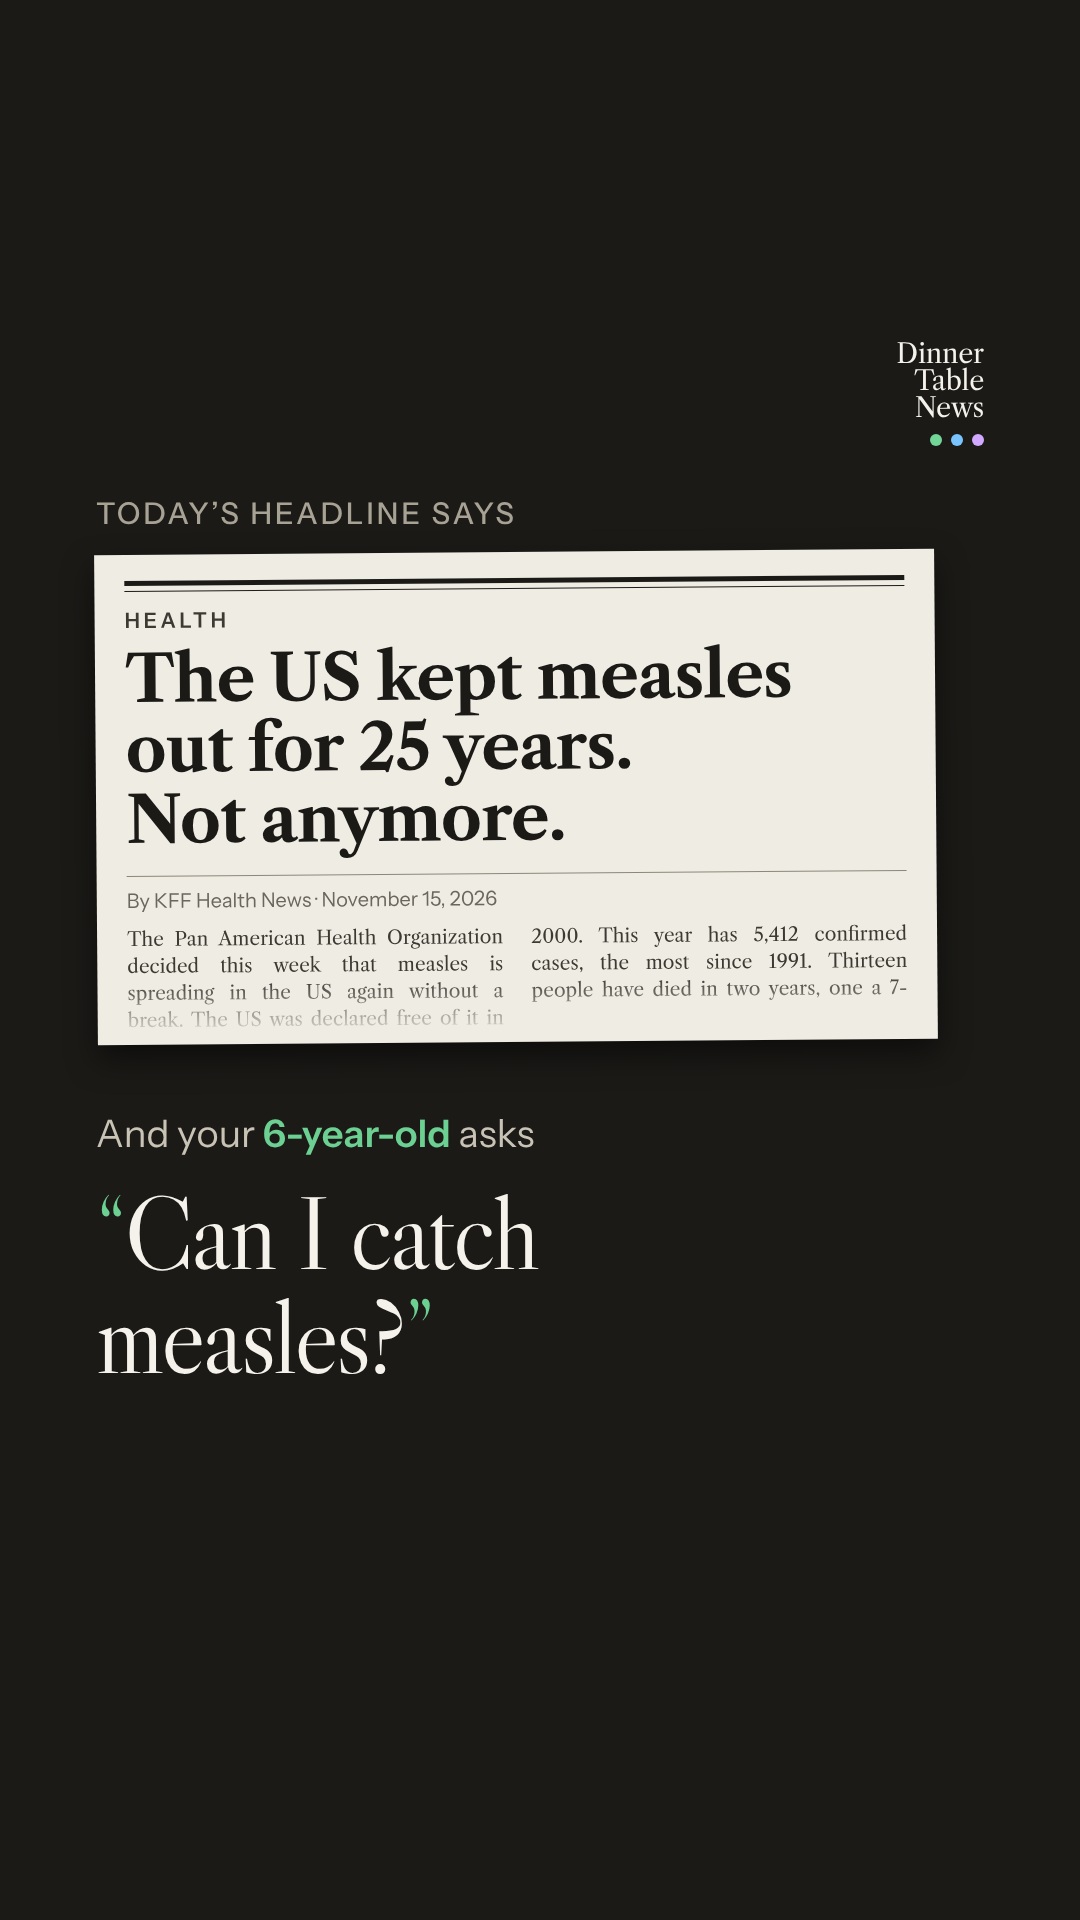 Dinner
Table
News
TODAY’S HEADLINE SAYS
HEALTH
The US kept measles
out for 25 years.
Not anymore.
By KFF Health News · November 15, 2026
The Pan American Health Organization
decided this week that measles is
spreading in the US again without a
break. The US was declared free of it in
2000. This year has 5,412 confirmed
cases, the most since 1991. Thirteen
people have died in two years, one a 7-
And your 6-year-old asks
“Can I catch
measles?”